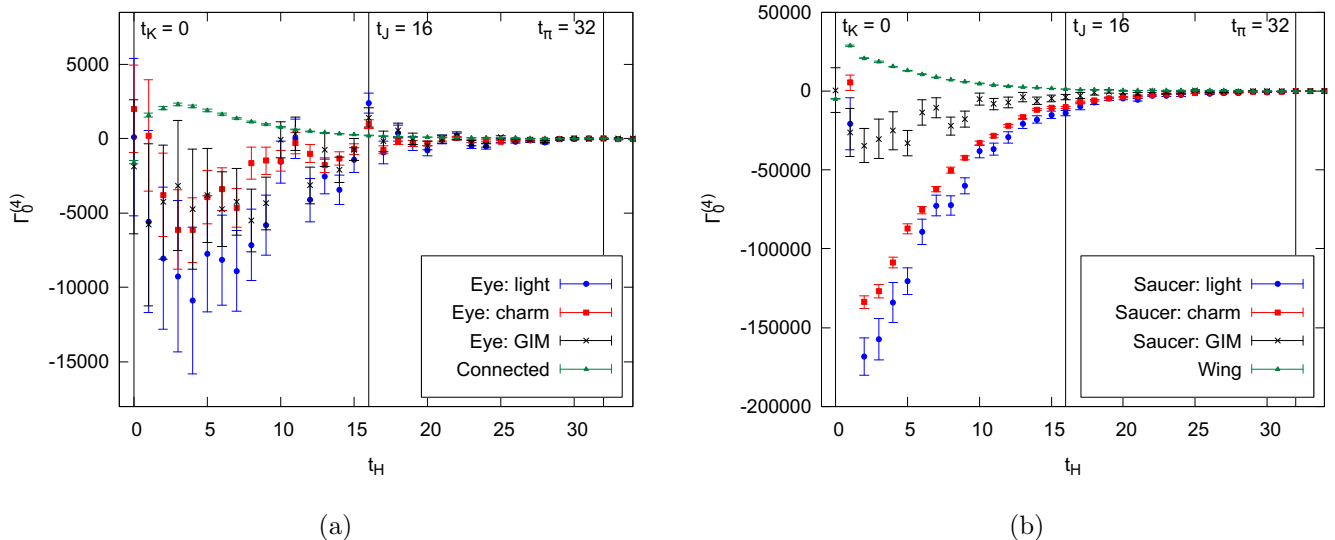 t_K = 0
t_J = 16
t_π = 32
5000
0
-5000
-10000
-15000
Γ_0^(4)
Eye: light
Eye: charm
Eye: GIM
Connected
0 5 10 15 20 25 30
t_H
(a)
50000
t_K = 0
t_J = 16
t_π = 32
0
-50000
-100000
-150000
-200000
Γ_0^(4)
Saucer: light
Saucer: charm
Saucer: GIM
Wing
0 5 10 15 20 25 30
t_H
(b)